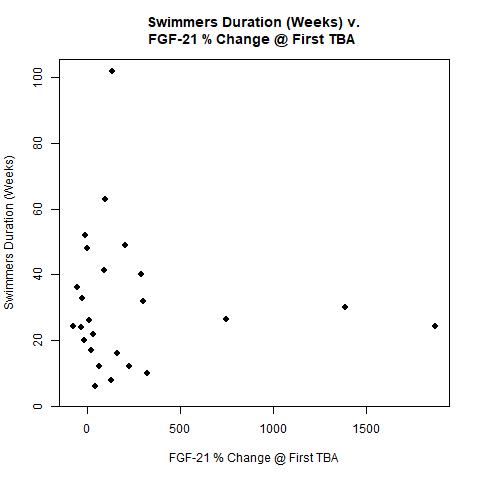 Swimmers Duration (Weeks) v.
FGF-21 % Change @ First TBA
Swimmers Duration (Weeks)
100
80
60
40
20
0
0 500 1000 1500
FGF-21 % Change @ First TBA